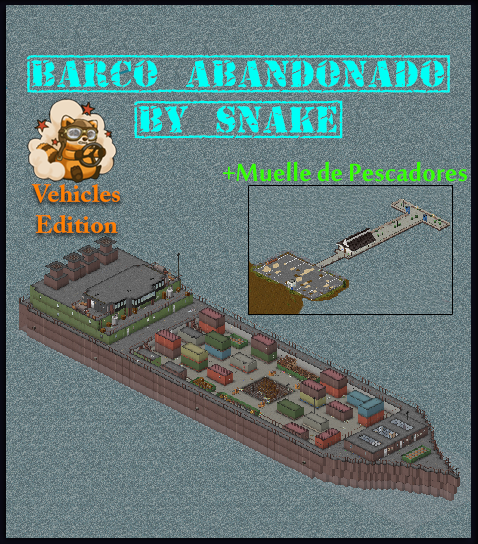 BARCO ABANDONADO
BY SNAKE
+Muelle de Pescadores
Vehicles
Edition